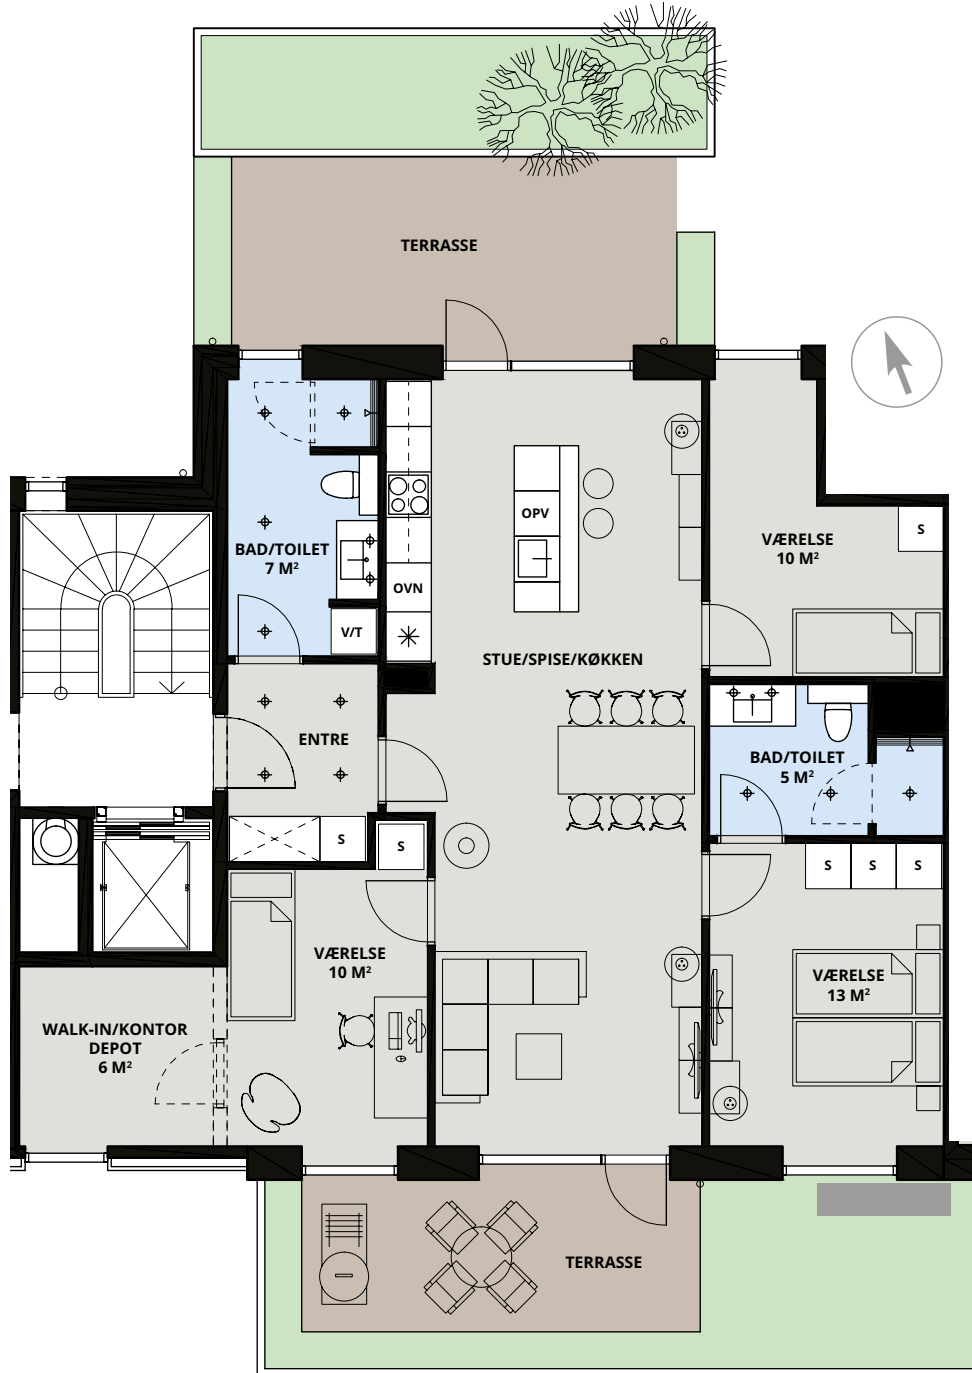 TERRASSE
OPV
BAD/TOILET
7 M²
OVN
V/T
VÆRELSE
10 M²
S
STUE/SPISE/KØKKEN
ENTRE
BAD/TOILET
5 M²
S
S
S
S
S
VÆRELSE
10 M²
VÆRELSE
13 M²
WALK-IN/KONTOR
DEPOT
6 M²
TERRASSE